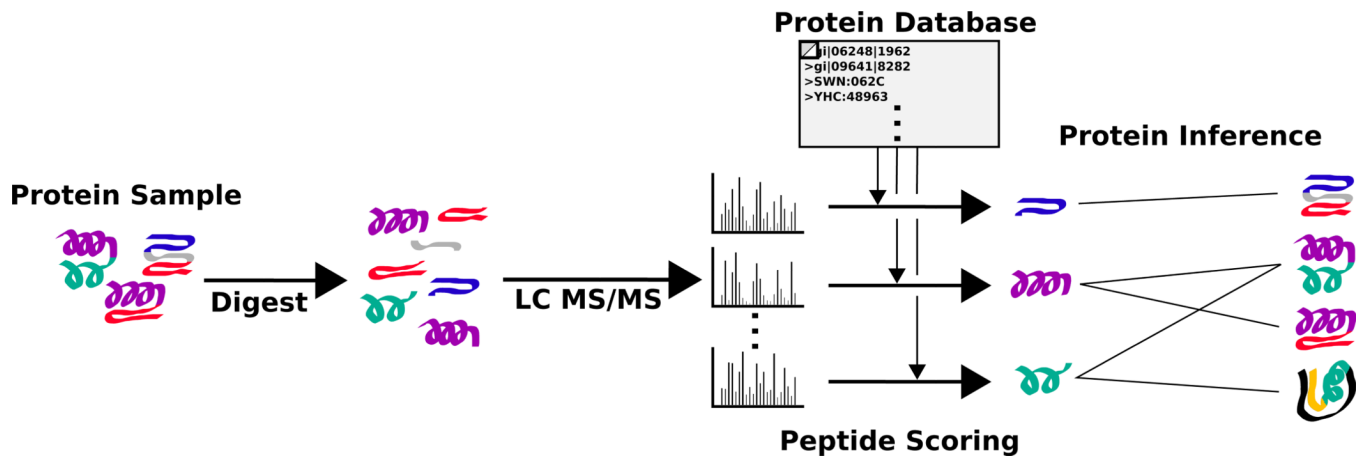 Protein Database
gi|06248|1962
>gi|09641|8282
>SWN:062C
>YHC:48963
Protein Inference
Protein Sample
Digest
LC MS/MS
Peptide Scoring